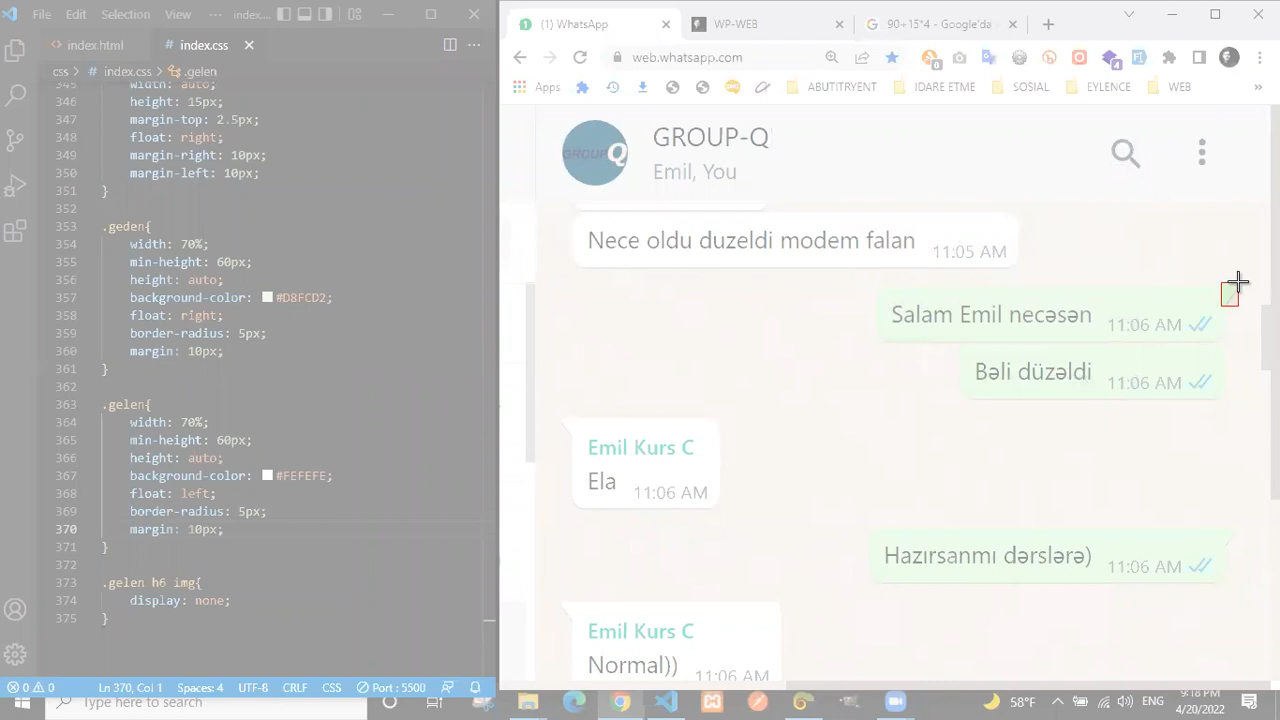 File Edit Selection View ··· index....
index.html index.css
css > # index.css > .gelen
345 width: auto;
346 height: 15px;
347 margin-top: 2.5px;
348 float: right;
349 margin-right: 10px;
350 margin-left: 10px;
351 }
352
353 .geden{
354 width: 70%;
355 min-height: 60px;
356 height: auto;
357 background-color: #D8FCD2;
358 float: right;
359 border-radius: 5px;
360 margin: 10px;
361 }
362
363 .gelen{
364 width: 70%;
365 min-height: 60px;
366 height: auto;
367 background-color: #FEFEFE;
368 float: left;
369 border-radius: 5px;
370 margin: 10px;
371 }
372
373 .gelen h6 img{
374 display: none;
375 }
0 0 Ln 370, Col 1 Spaces: 4 UTF-8 CRLF CSS Port : 5500
(1) WhatsApp WP-WEB 90+15*4 - Google'da
web.whatsapp.com
Apps ABUTITRYENT IDARE ETME SOSIAL EYLENCE WEB »
GROUP-Q
Emil, You
GROUPQ
Nece oldu duzeldi modem falan 11:05 AM
Salam Emil necəsən 11:06 AM
Bəli düzəldi 11:06 AM
Emil Kurs C
Ela 11:06 AM
Hazırsanmı dərslərə) 11:06 AM
Emil Kurs C
Normal)) 11:06 AM
Type here to search 58°F ENG 9:18 PM
4/20/2022